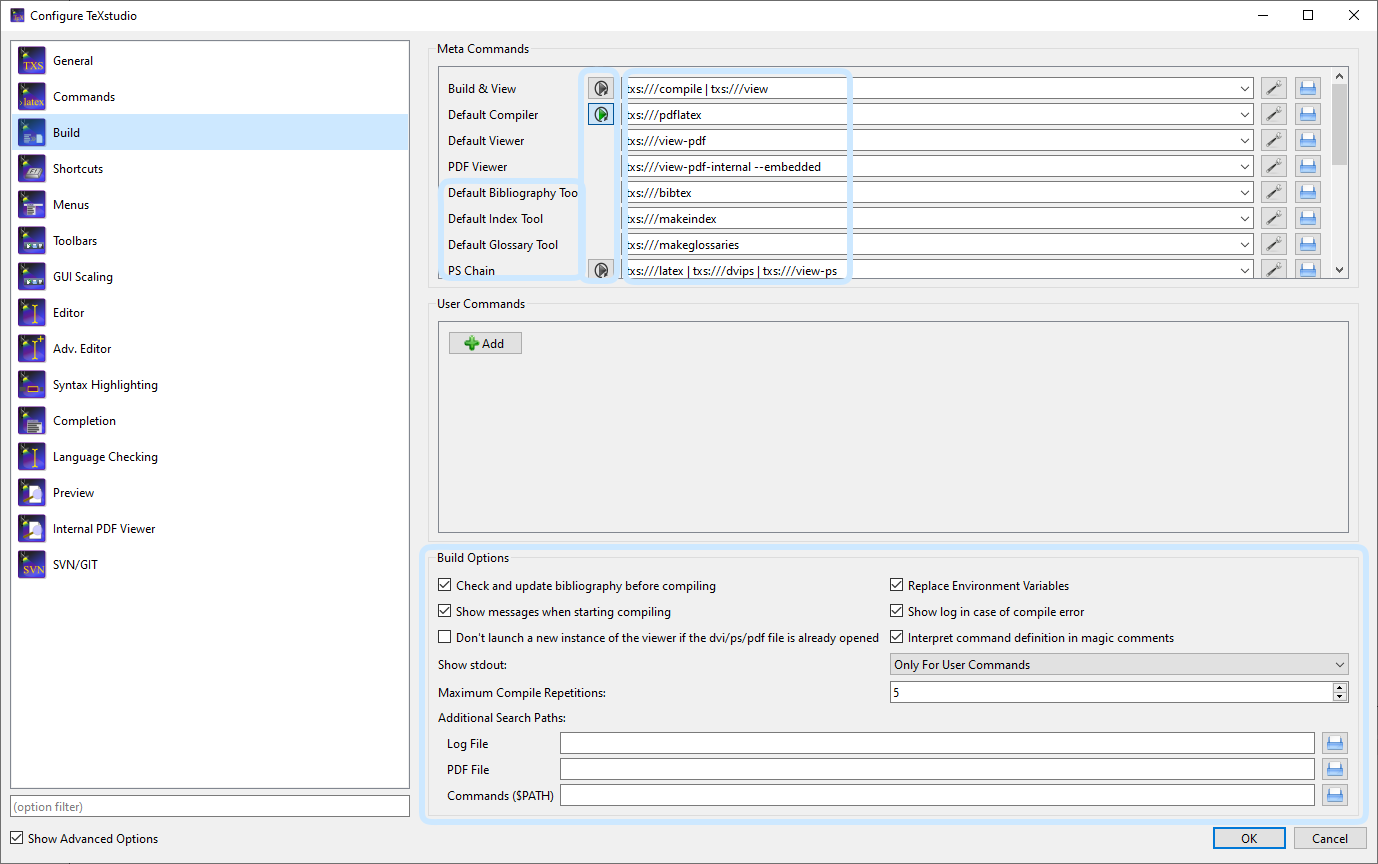 Configure TeXstudio
TXS General
›latex Commands
Build
Shortcuts
Menus
Toolbars
GUI Scaling
Editor
Adv. Editor
Syntax Highlighting
Completion
Language Checking
Preview
Internal PDF Viewer
SVN SVN/GIT
(option filter)
Show Advanced Options
Meta Commands
Build & View txs:///compile | txs:///view
Default Compiler txs:///pdflatex
Default Viewer txs:///view-pdf
PDF Viewer txs:///view-pdf-internal --embedded
Default Bibliography Too txs:///bibtex
Default Index Tool txs:///makeindex
Default Glossary Tool txs:///makeglossaries
PS Chain txs:///latex | txs:///dvips | txs:///view-ps
User Commands
Add
Build Options
Check and update bibliography before compiling Replace Environment Variables
Show messages when starting compiling Show log in case of compile error
Don't launch a new instance of the viewer if the dvi/ps/pdf file is already opened Interpret command definition in magic comments
Show stdout: Only For User Commands
Maximum Compile Repetitions: 5
Additional Search Paths:
Log File
PDF File
Commands ($PATH)
OK Cancel